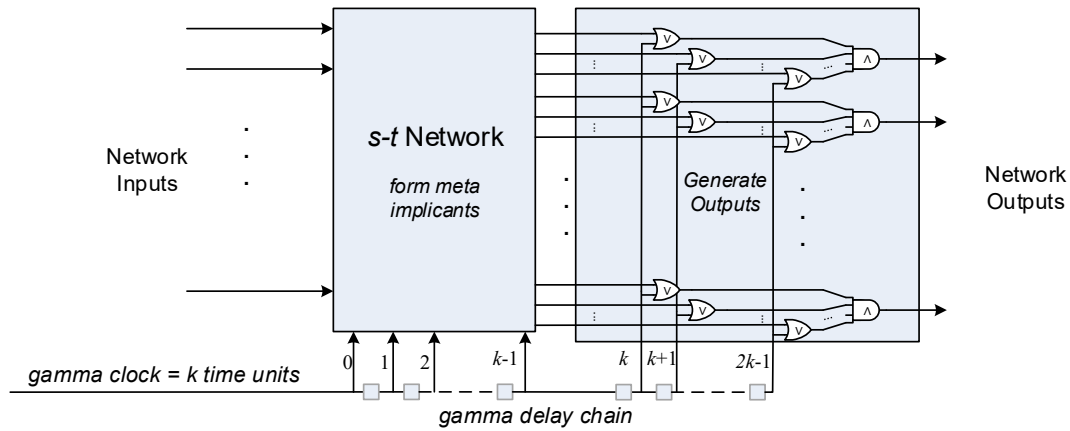 Network
Inputs
s-t Network
form meta
implicants
Generate
Outputs
Network
Outputs
v
v
v
ʌ
v
v
v
ʌ
v
v
v
ʌ
0
1
2
k-1
k
k+1
2k-1
gamma clock = k time units
gamma delay chain